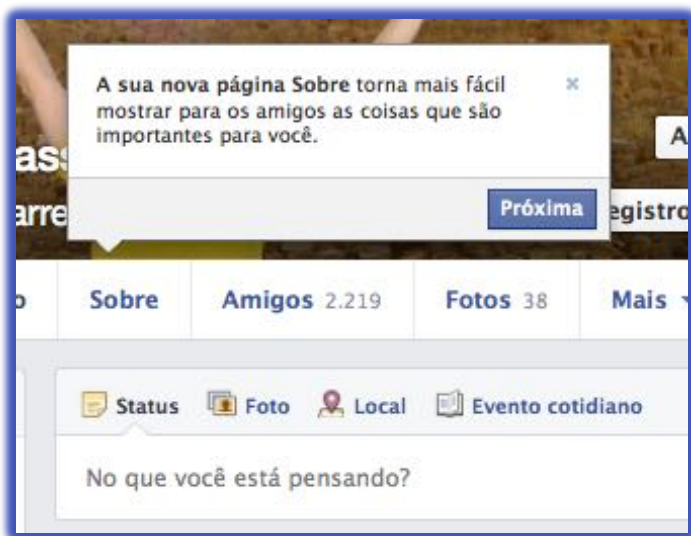 A sua nova página Sobre torna mais fácil
mostrar para os amigos as coisas que são
importantes para você.
Próxima
Sobre
Amigos 2.219
Fotos 38
Mais
Status
Foto
Local
Evento cotidiano
No que você está pensando?